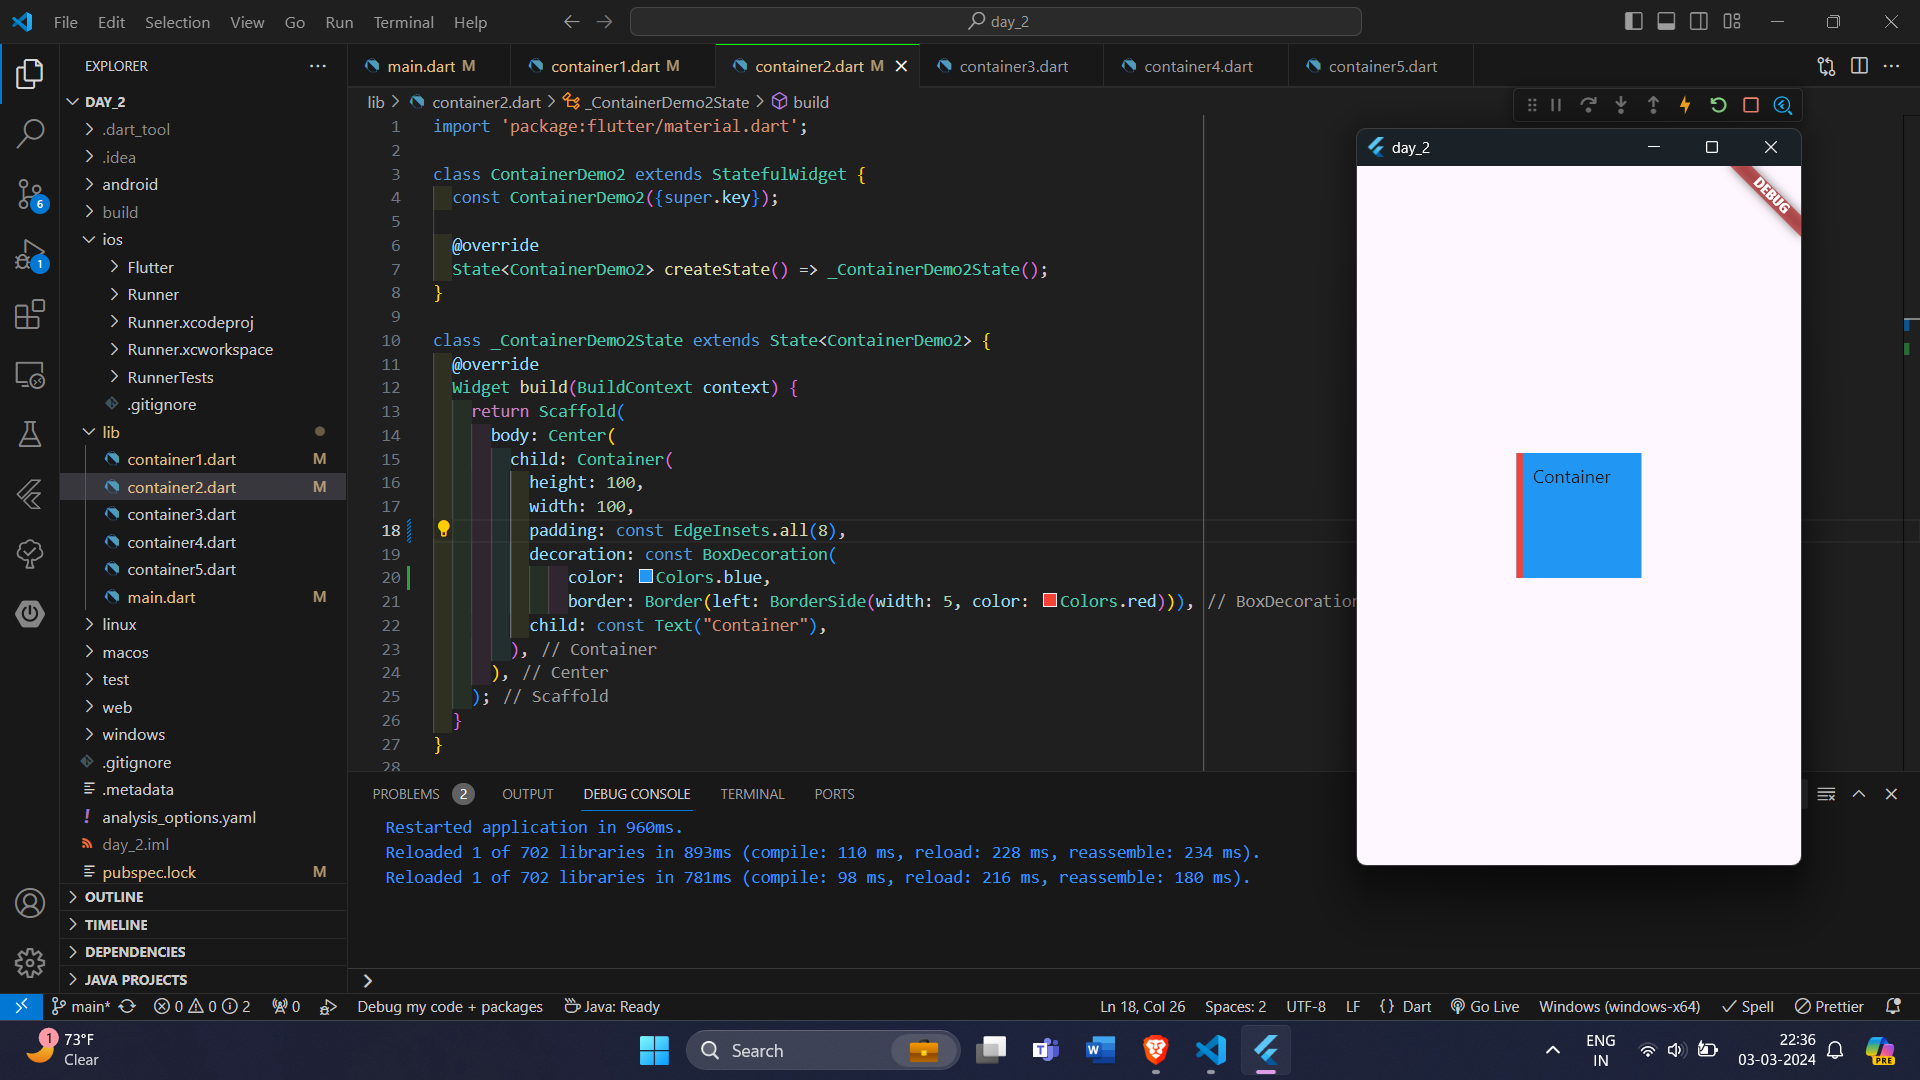 File Edit Selection View Go Run Terminal Help
day_2
EXPLORER
DAY_2
.dart_tool
.idea
android
build
ios
Flutter
Runner
Runner.xcodeproj
Runner.xcworkspace
RunnerTests
.gitignore
lib
container1.dart M
container2.dart M
container3.dart
container4.dart
container5.dart
main.dart M
linux
macos
test
web
windows
.gitignore
.metadata
analysis_options.yaml
day_2.iml
pubspec.lock M
OUTLINE
TIMELINE
DEPENDENCIES
JAVA PROJECTS
6
1
main.dart M container1.dart M container2.dart M container3.dart container4.dart container5.dart
lib > container2.dart > _ContainerDemo2State > build
1 import 'package:flutter/material.dart';
2
3 class ContainerDemo2 extends StatefulWidget {
4 const ContainerDemo2({super.key});
5
6 @override
7 State<ContainerDemo2> createState() => _ContainerDemo2State();
8 }
9
10 class _ContainerDemo2State extends State<ContainerDemo2> {
11 @override
12 Widget build(BuildContext context) {
13 return Scaffold(
14 body: Center(
15 child: Container(
16 height: 100,
17 width: 100,
18 padding: const EdgeInsets.all(8),
19 decoration: const BoxDecoration(
20 color: Colors.blue,
21 border: Border(left: BorderSide(width: 5, color: Colors.red))), // BoxDecoration
22 child: const Text("Container"),
23 ), // Container
24 ), // Center
25 ); // Scaffold
26 }
27 }
28
day_2
DEBUG
Container
PROBLEMS 2 OUTPUT DEBUG CONSOLE TERMINAL PORTS
Restarted application in 960ms.
Reloaded 1 of 702 libraries in 893ms (compile: 110 ms, reload: 228 ms, reassemble: 234 ms).
Reloaded 1 of 702 libraries in 781ms (compile: 98 ms, reload: 216 ms, reassemble: 180 ms).
main* 0 0 2 0 Debug my code + packages Java: Ready Ln 18, Col 26 Spaces: 2 UTF-8 LF {} Dart Go Live Windows (windows-x64) Spell Prettier
1
73°F
Clear
Search
ENG
IN
22:36
03-03-2024
PRE